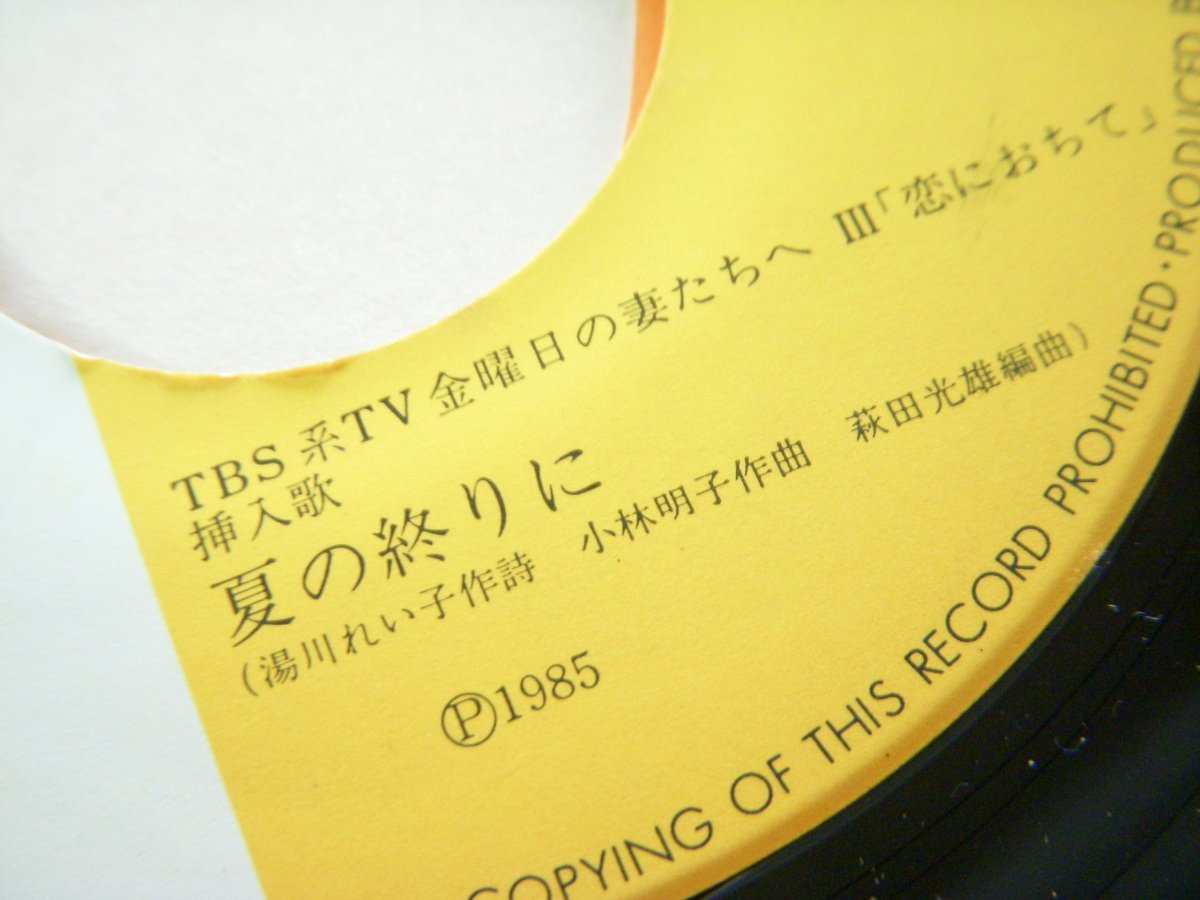 TBS系TV 金曜日の妻たちへ III「恋におちて」
挿入歌
夏の終りに
(湯川れい子作詩　小林明子作曲　萩田光雄編曲)
Ⓟ1985
COPYING OF THIS RECORD PROHIBITED・PRODUCED